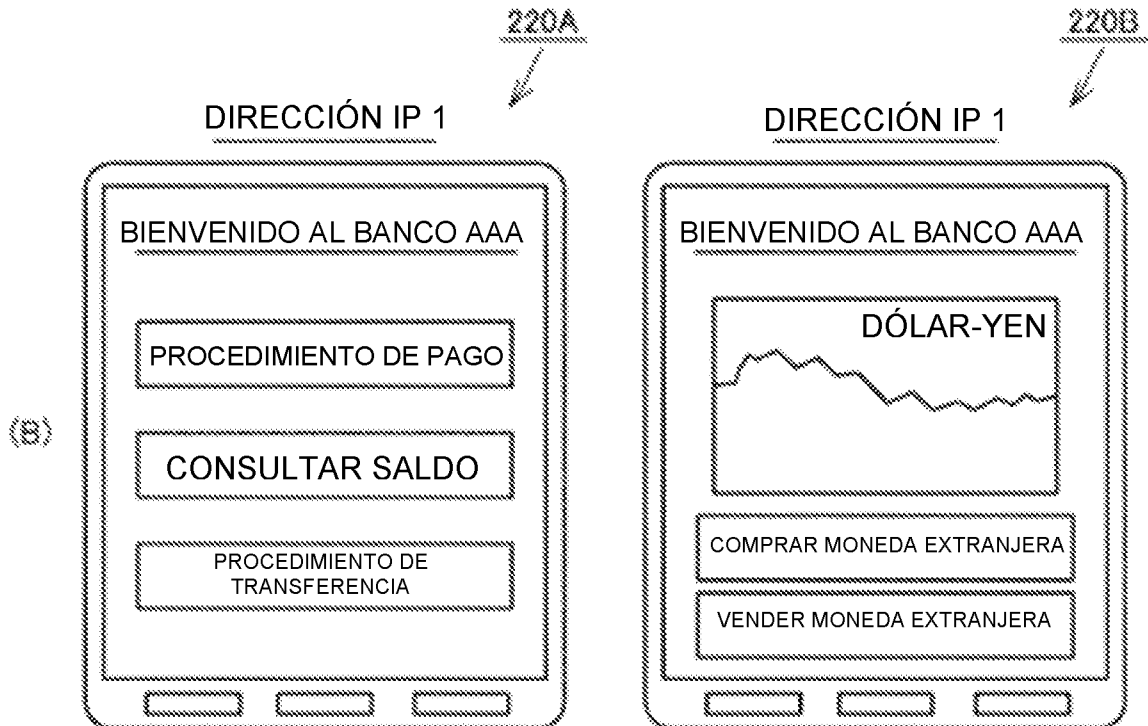 220A
DIRECCIÓN IP 1
BIENVENIDO AL BANCO AAA
PROCEDIMIENTO DE PAGO
CONSULTAR SALDO
PROCEDIMIENTO DE
TRANSFERENCIA
(B)
220B
DIRECCIÓN IP 1
BIENVENIDO AL BANCO AAA
DÓLAR-YEN
COMPRAR MONEDA EXTRANJERA
VENDER MONEDA EXTRANJERA